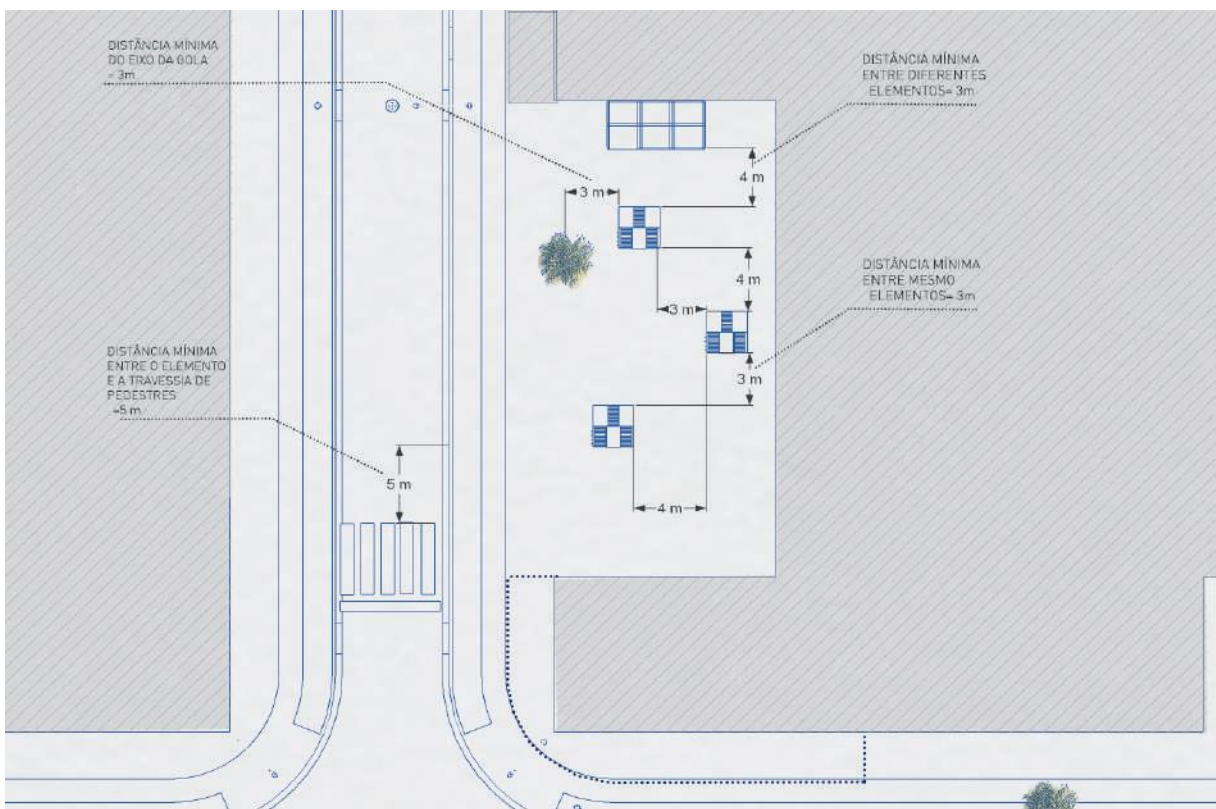 DISTÂNCIA MÍNIMA
DO EIXO DA GOLA
= 3m
DISTÂNCIA MÍNIMA
ENTRE DIFERENTES
ELEMENTOS= 3m
4 m
3 m
4 m
3 m
DISTÂNCIA MÍNIMA
ENTRE MESMO
ELEMENTOS= 3m
DISTÂNCIA MÍNIMA
ENTRE O ELEMENTO
E A TRAVESSIA DE
PEDESTRES
=5 m
3 m
5 m
4 m